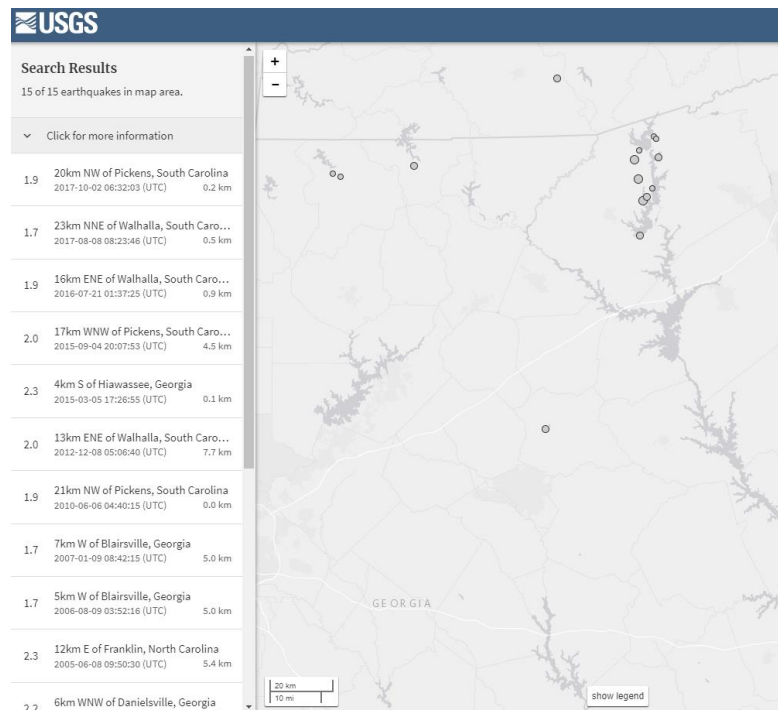 USGS
Search Results
15 of 15 earthquakes in map area.
Click for more information
1.9 20km NW of Pickens, South Carolina
2017-10-02 06:32:03 (UTC) 0.2 km
1.7 23km NNE of Walhalla, South Caro...
2017-08-08 08:23:46 (UTC) 0.5 km
1.9 16km ENE of Walhalla, South Caro...
2016-07-21 01:37:25 (UTC) 0.9 km
2.0 17km WNW of Pickens, South Caro...
2015-09-04 20:07:53 (UTC) 4.5 km
2.3 4km S of Hiawassee, Georgia
2015-03-05 17:26:55 (UTC) 0.1 km
2.0 13km ENE of Walhalla, South Caro...
2012-12-08 05:06:40 (UTC) 7.7 km
1.9 21km NW of Pickens, South Carolina
2010-06-06 04:40:15 (UTC) 0.0 km
1.7 7km W of Blairsville, Georgia
2007-01-09 08:42:15 (UTC) 5.0 km
1.7 5km W of Blairsville, Georgia
2006-08-09 03:52:16 (UTC) 5.0 km
2.3 12km E of Franklin, North Carolina
2005-06-08 09:50:30 (UTC) 5.4 km
2.2 6km WNW of Danielsville, Georgia
+
−
GEORGIA
20 km
10 mi
show legend